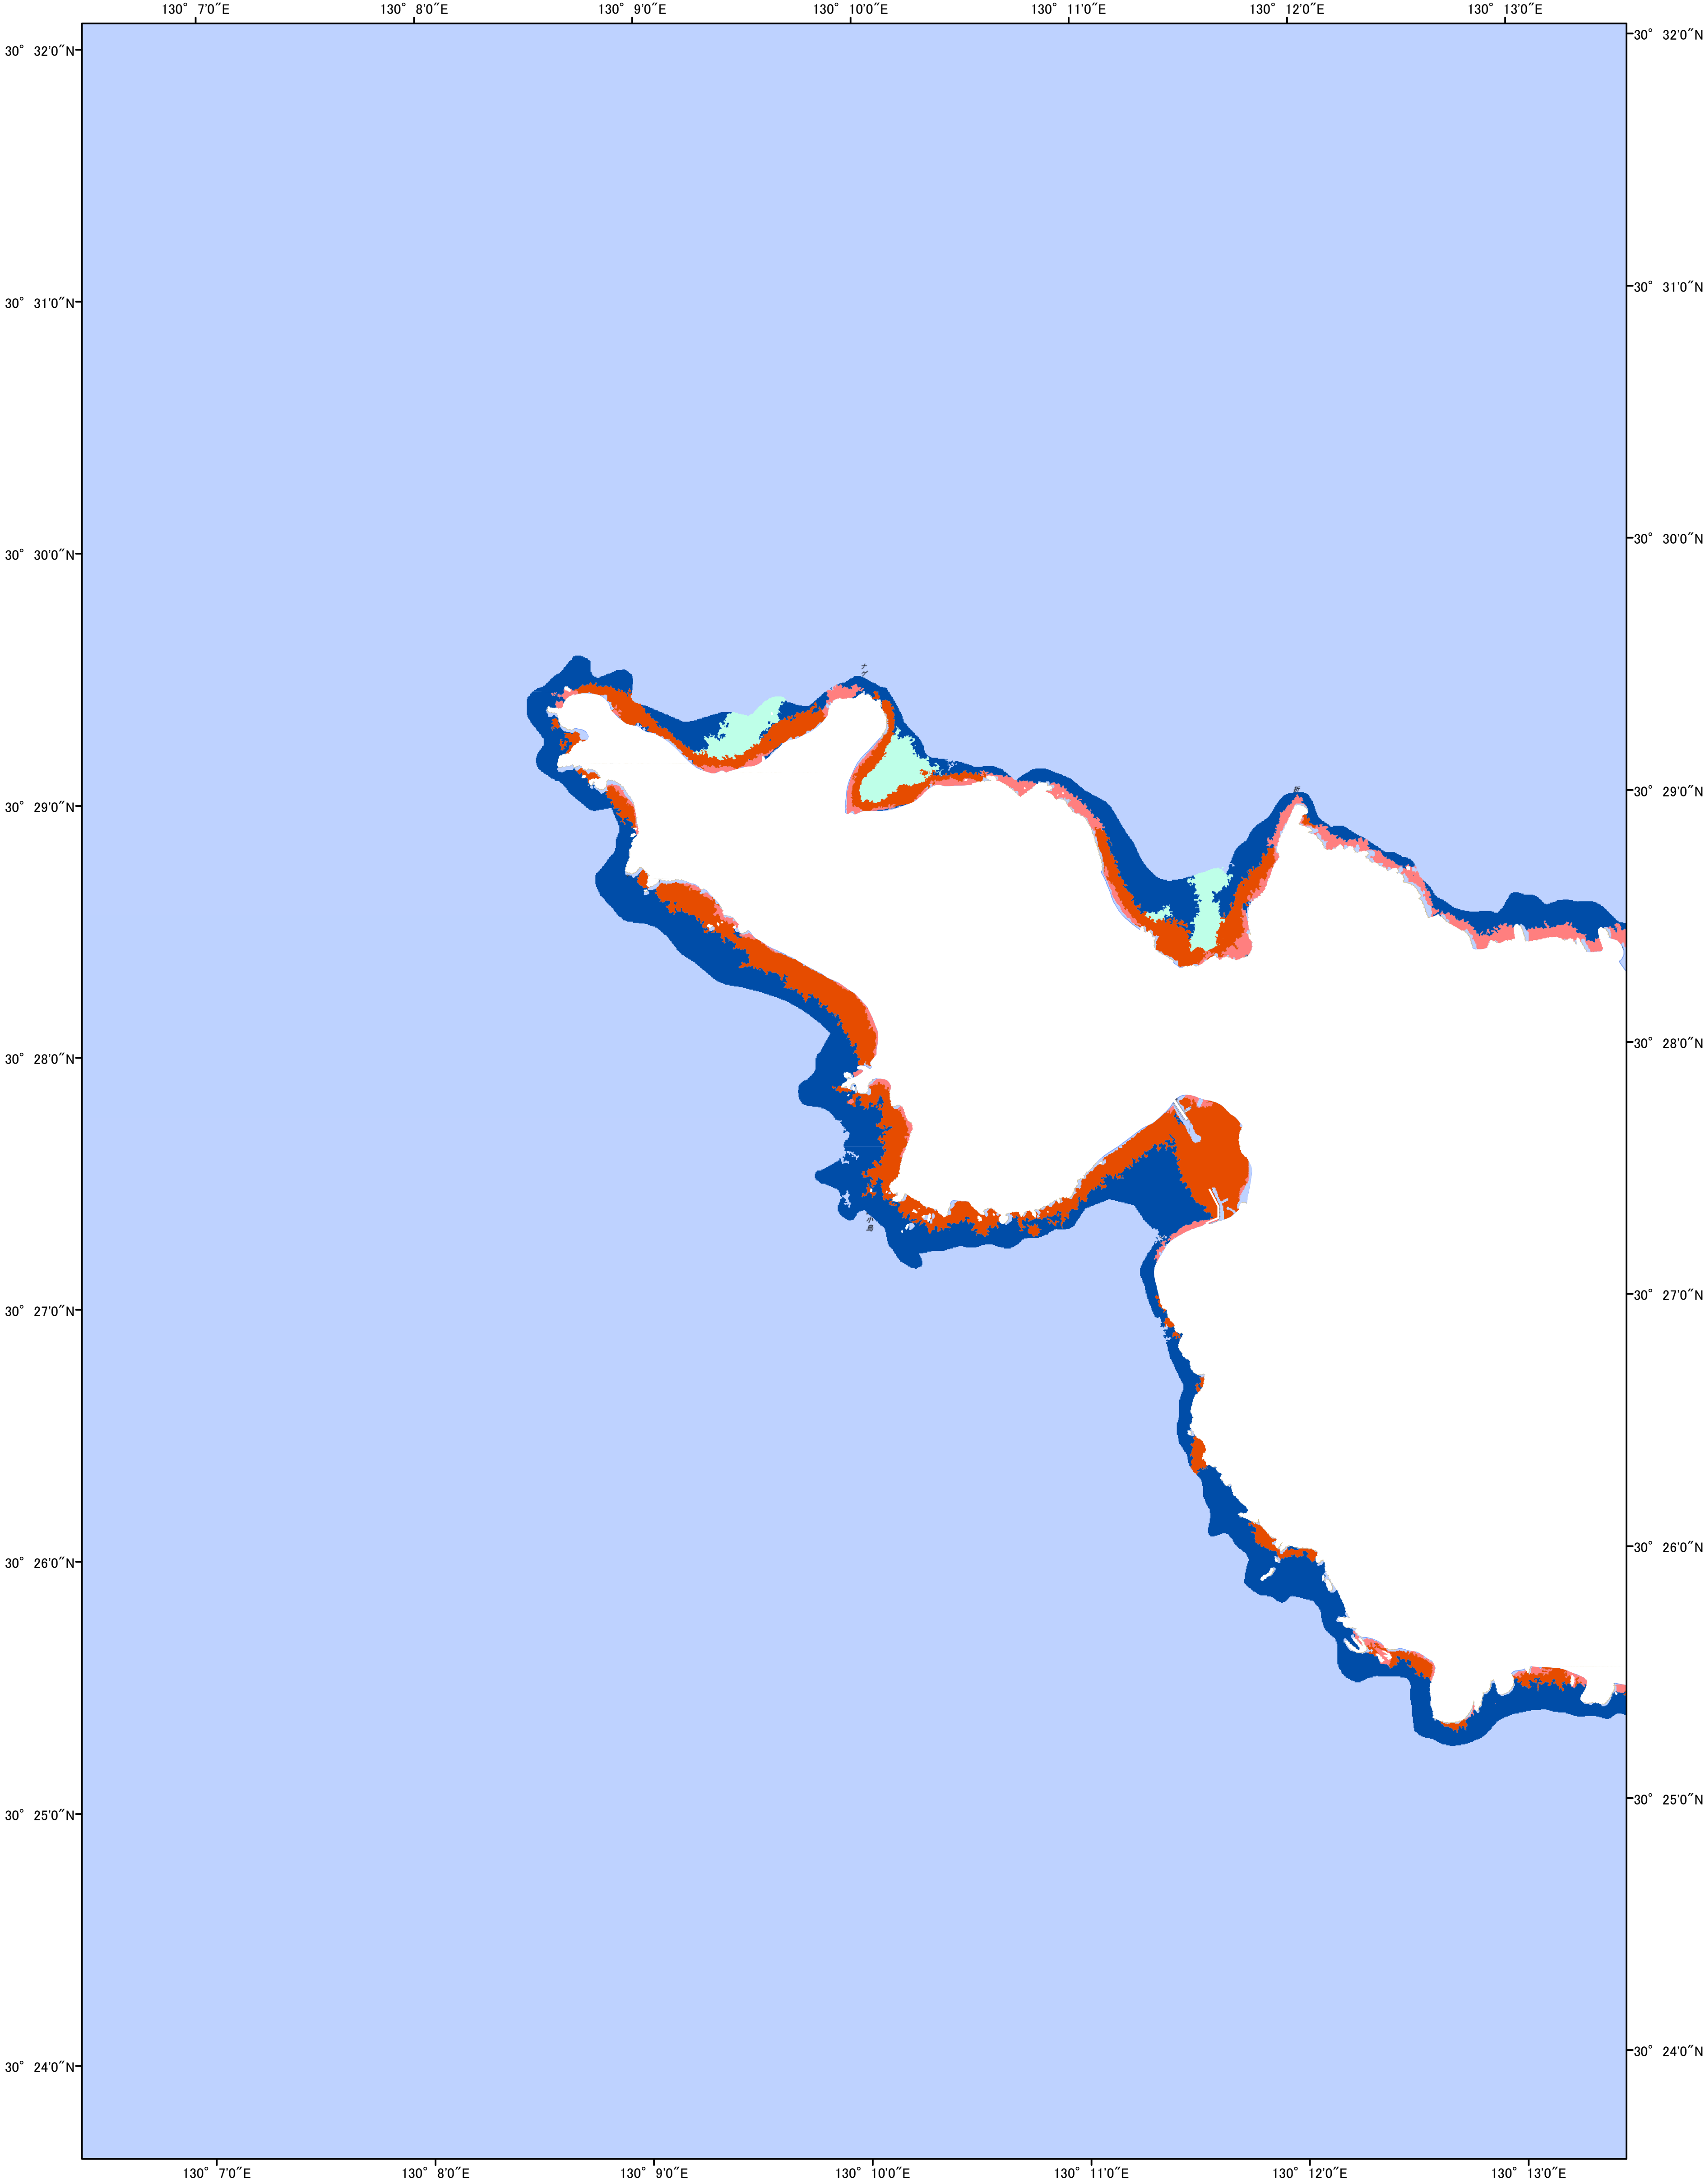 130° 7'0"E 130° 8'0"E 130° 9'0"E 130° 10'0"E 130° 11'0"E 130° 12'0"E 130° 13'0"E
30° 32'0"N 30° 32'0"N
30° 31'0"N 30° 31'0"N
30° 30'0"N 30° 30'0"N
30° 29'0"N 30° 29'0"N
30° 28'0"N 30° 28'0"N
小島
30° 27'0"N 30° 27'0"N
30° 26'0"N 30° 26'0"N
30° 25'0"N 30° 25'0"N
30° 24'0"N 30° 24'0"N
130° 7'0"E 130° 8'0"E 130° 9'0"E 130° 10'0"E 130° 11'0"E 130° 12'0"E 130° 13'0"E